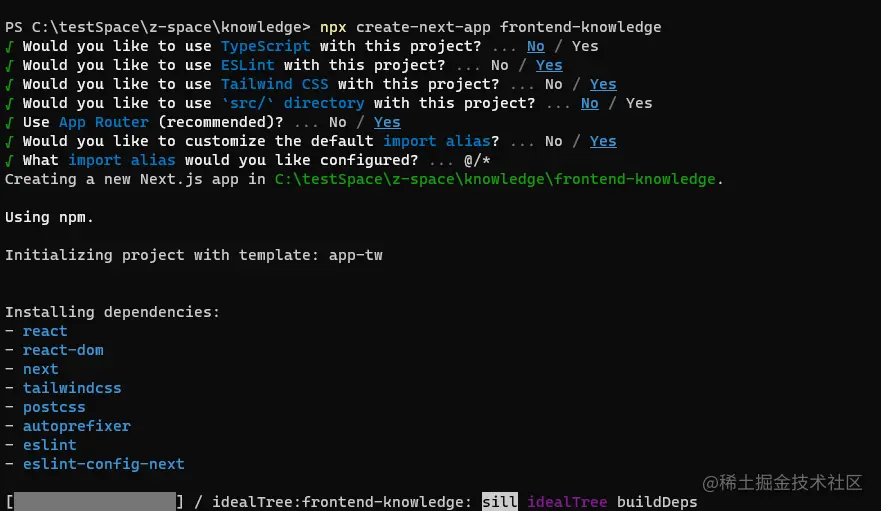 PS C:\testSpace\z-space\knowledge> npx create-next-app frontend-knowledge
√ Would you like to use TypeScript with this project? ... No / Yes
√ Would you like to use ESLint with this project? ... No / Yes
√ Would you like to use Tailwind CSS with this project? ... No / Yes
√ Would you like to use `src/` directory with this project? ... No / Yes
√ Use App Router (recommended)? ... No / Yes
√ Would you like to customize the default import alias? ... No / Yes
√ What import alias would you like configured? ... @/*
Creating a new Next.js app in C:\testSpace\z-space\knowledge\frontend-knowledge.
Using npm.
Initializing project with template: app-tw
Installing dependencies:
- react
- react-dom
- next
- tailwindcss
- postcss
- autoprefixer
- eslint
- eslint-config-next
[                  ] / idealTree:frontend-knowledge: sill idealTree buildDeps
@稀土掘金技术社区